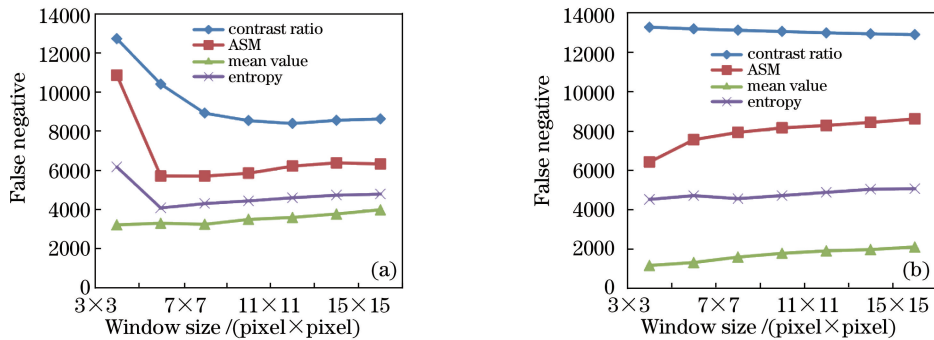 14000
12000
10000
8000
6000
4000
2000
0
False negative
contrast ratio
ASM
mean value
entropy
(a)
3×3
7×7
11×11
15×15
Window size /(pixel×pixel)
14000
12000
10000
8000
6000
4000
2000
0
False negative
contrast ratio
ASM
mean value
entropy
(b)
3×3
7×7
11×11
15×15
Window size /(pixel×pixel)